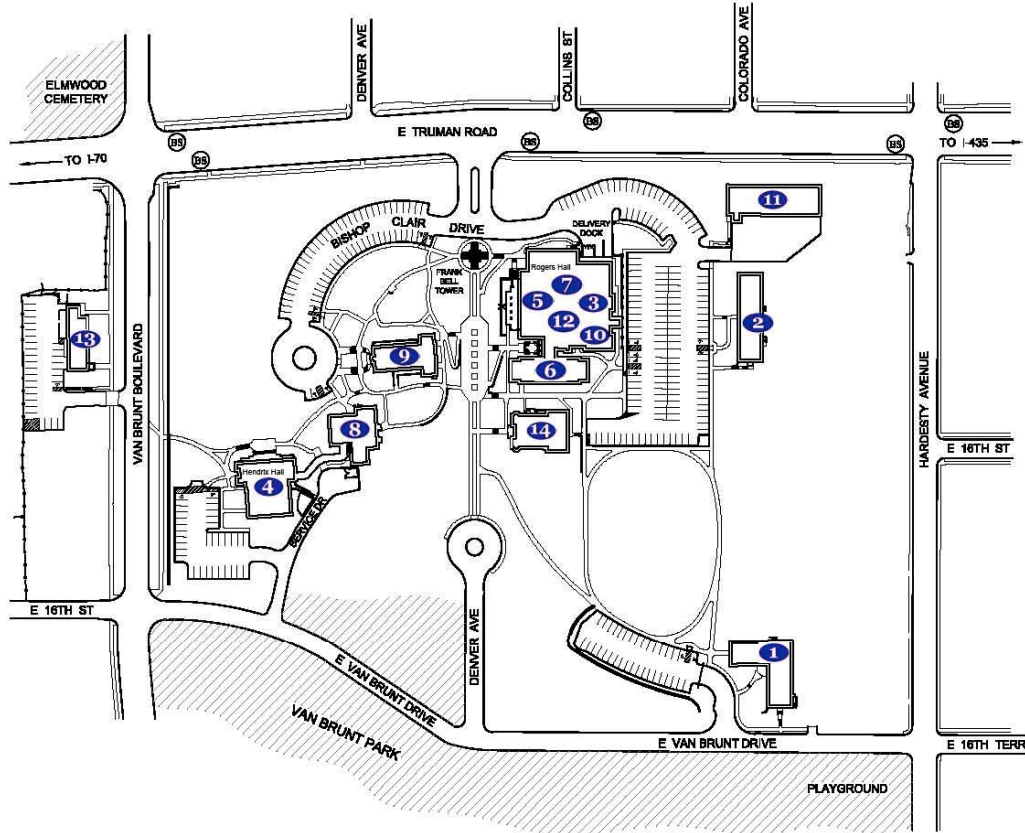 DENVER AVE
COLLINS ST
COLORADO AVE
ELMWOOD
CEMETERY
E TRUMAN ROAD
BS
BS
BS
BS
BS
BS
TO I-70
TO I-435
BISHOP
CLAIR
DRIVE
DELIVERY
DOCK
FRANK
BELL
TOWER
Rogers Hall
11
7
5
3
12
10
2
13
9
6
8
14
Hendrix Hall
4
SERVICE DR
VAN BRUNT BOULEVARD
HARDESTY AVENUE
E 16TH ST
E 16TH ST
DENVER AVE
1
E VAN BRUNT DRIVE
VAN BRUNT PARK
E VAN BRUNT DRIVE
E 16TH TERR
PLAYGROUND